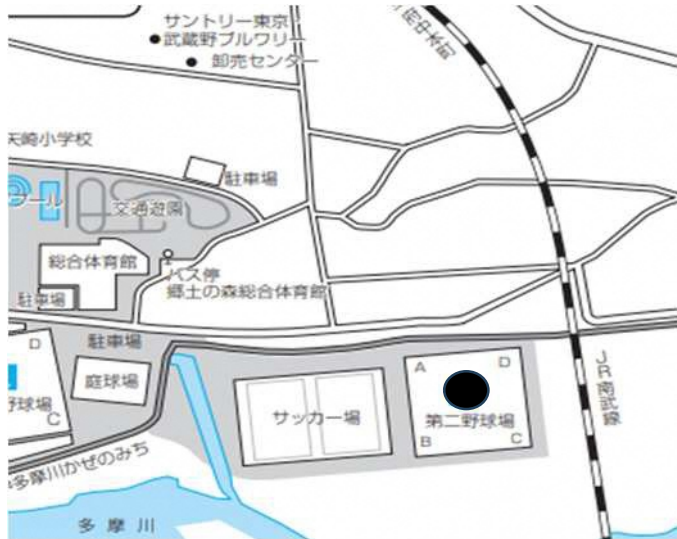 サントリー東京
武蔵野ブルワリー
卸売センター
矢崎小学校
駐車場
プール
交通遊園
総合体育館
バス停
郷土の森総合体育館
駐車場
D
駐車場
庭球場
野球場
C
サッカー場
A
D
第二野球場
B
C
JR南武線
多摩川かぜのみち
多摩川